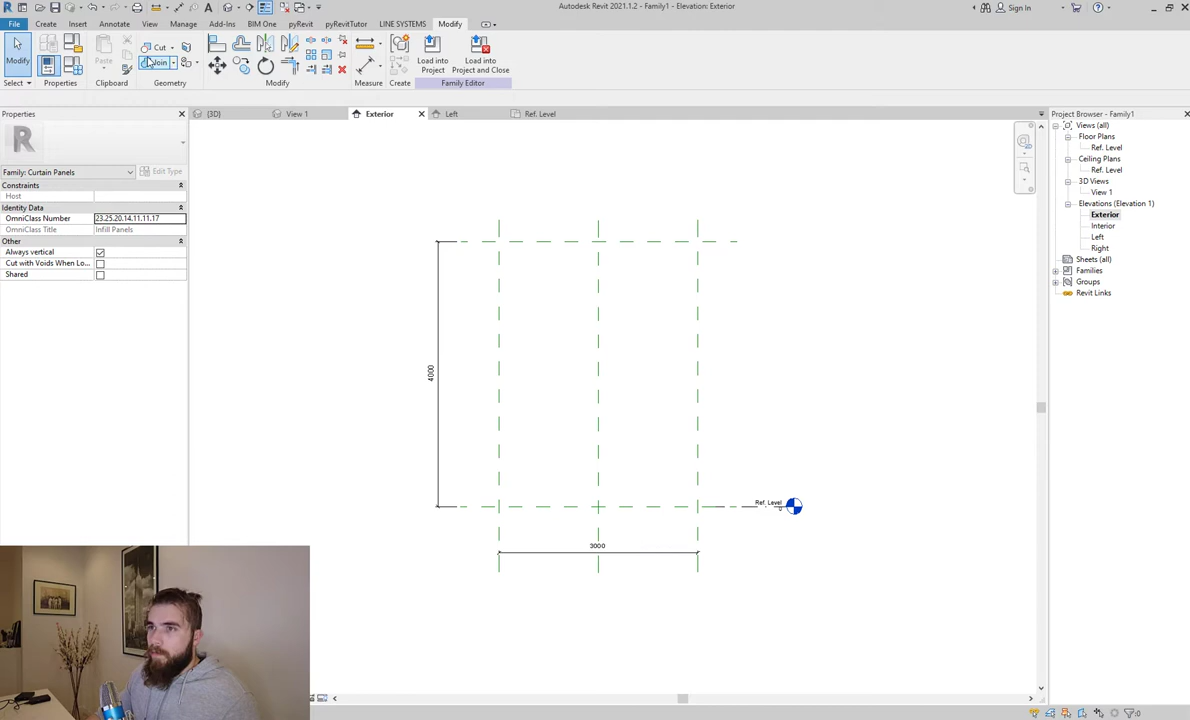 Autodesk Revit 2021.1.2 - Family1 - Elevation: Exterior
Sign In
File Create Insert Annotate View Manage Add-Ins BIM One pyRevit pyRevitTutor LINE SYSTEMS Modify
Modify
Paste
Cut
Join
Load into Project
Load into Project and Close
Select Properties Clipboard Geometry Modify Measure Create Family Editor
Properties
{3D}
View 1
Exterior
Left
Ref. Level
Project Browser - Family1
Family: Curtain Panels
Edit Type
Constraints
Host
Identity Data
OmniClass Number 23.25.20.14.11.11.17
OmniClass Title Infill Panels
Other
Always vertical
Cut with Voids When Lo...
Shared
4000
3000
Ref. Level
0
Views (all)
Floor Plans
Ref. Level
Ceiling Plans
Ref. Level
3D Views
View 1
Elevations (Elevation 1)
Exterior
Interior
Left
Right
Sheets (all)
Families
Groups
Revit Links
:0